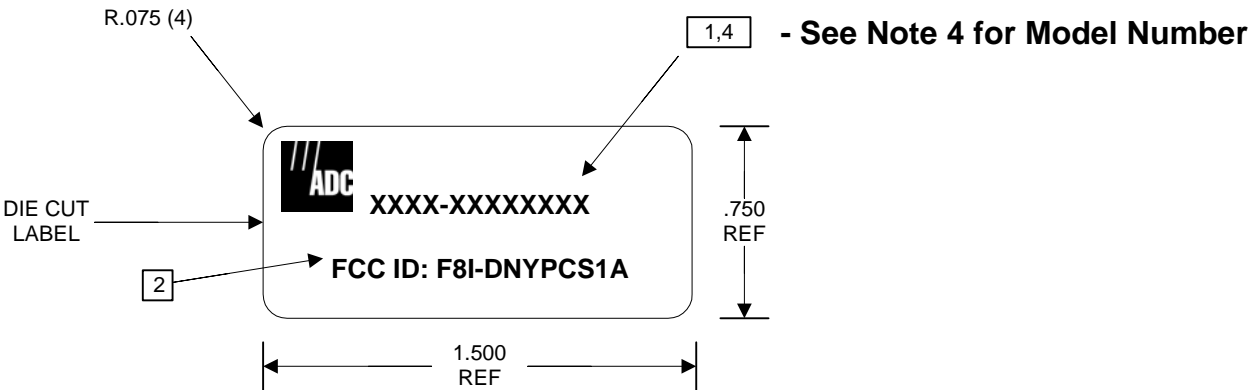 R.075 (4)
1,4 - See Note 4 for Model Number
ADC
XXXX-XXXXXXXX
DIE CUT
LABEL
.750
REF
FCC ID: F8I-DNYPCS1A
2
1.500
REF